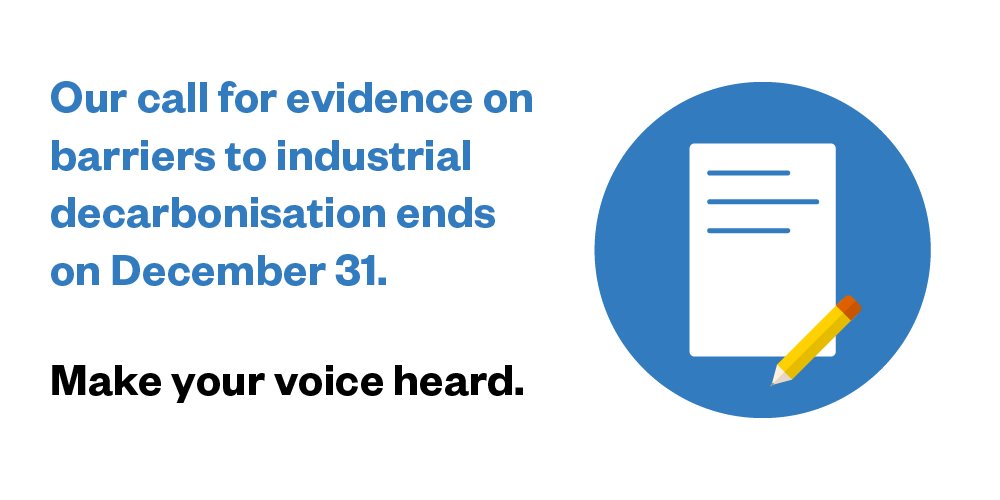 Our call for evidence on
barriers to industrial
decarbonisation ends
on December 31.
Make your voice heard.